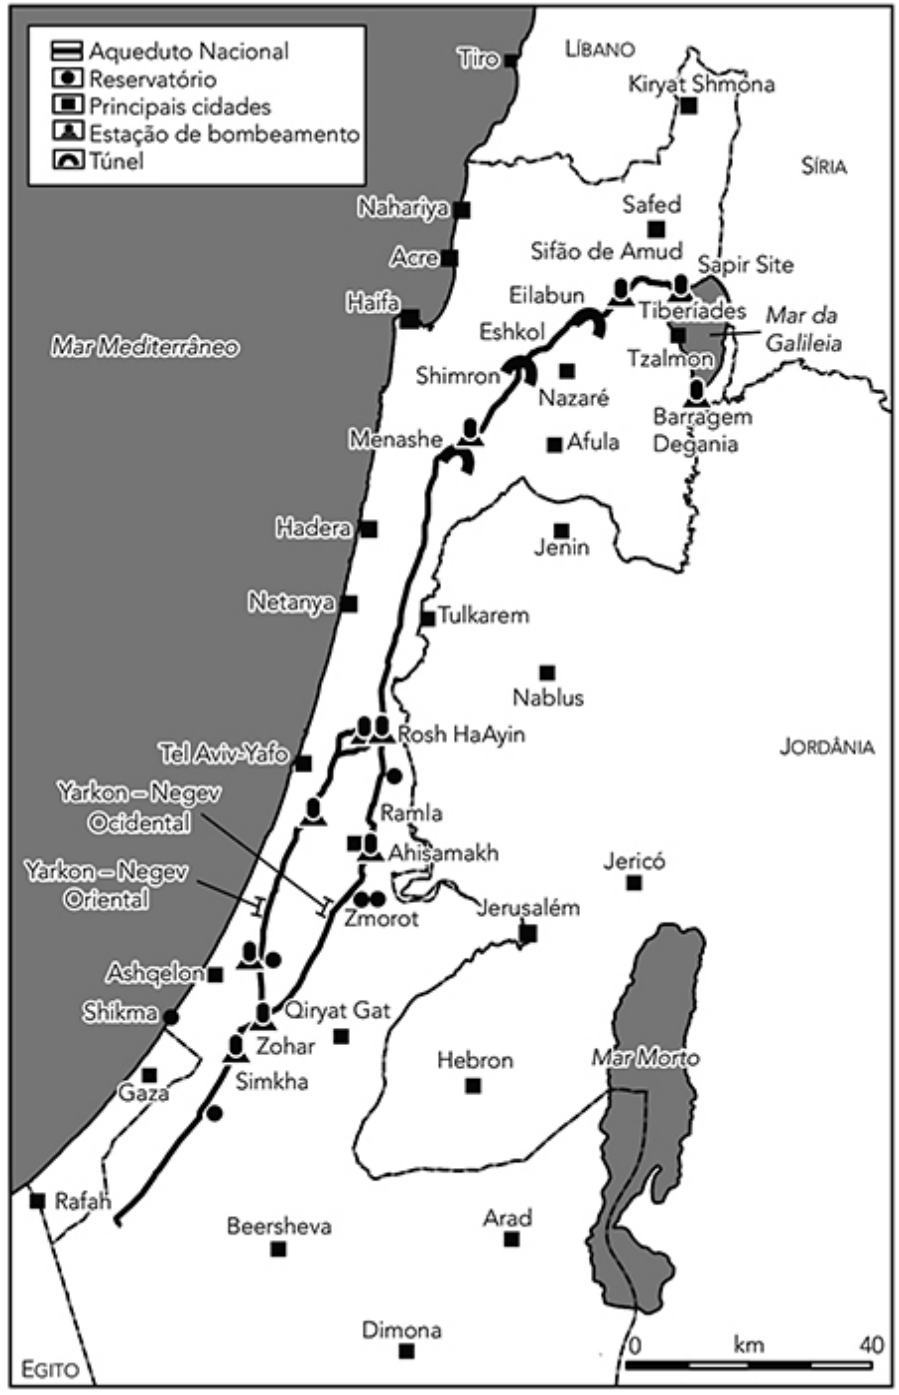 Aqueduto Nacional
Reservatório
Principais cidades
Estação de bombeamento
Túnel
Tiro
LÍBANO
Kiryat Shmona
SÍRIA
Nahariya
Safed
Acre
Sifão de Amud
Sapir Site
Haifa
Eilabun
Tiberíades
Mar da
Galileia
Mar Mediterrâneo
Eshkol
Tzalmon
Shimron
Nazaré
Barragem
Degania
Menashe
Afula
Hadera
Jenin
Netanya
Tulkarem
Nablus
Rosh HaAyin
JORDÂNIA
Tel Aviv-Yafo
Yarkon – Negev
Ocidental
Ramla
Ahisamakh
Yarkon – Negev
Oriental
Jericó
Zmorot
Jerusalém
Ashqelon
Shikma
Qiryat Gat
Zohar
Mar Morto
Hebron
Simkha
Gaza
Rafah
Beersheva
Arad
Dimona
0 km 40
EGITO